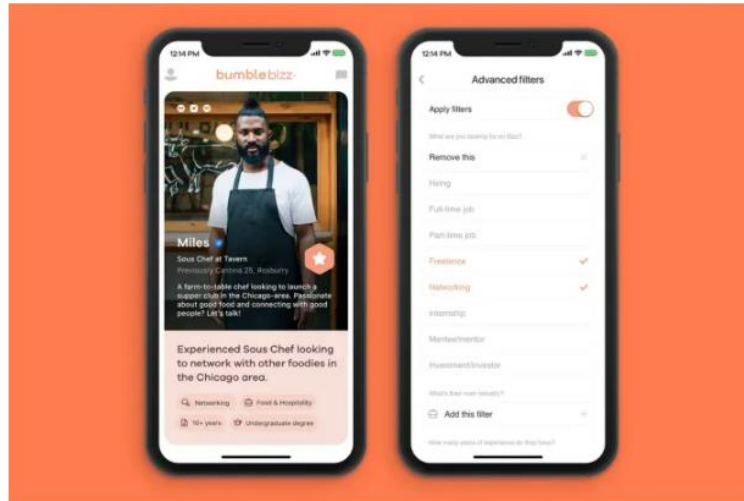 12:14 PM
bumble bizz
Miles
Sous Chef at Tavern
Previously Cantina 25, Roxburry
A farm-to-table chef looking to launch a
supper club in the Chicago-area. Passionate
about good food and connecting with good
people? Let's talk!
Experienced Sous Chef looking
to network with other foodies in
the Chicago area.
Networking
Food & Hospitality
10+ years
Undergraduate degree
12:14 PM
Advanced filters
Apply filters
What are you looking for on Bizz?
Remove this
Hiring
Full-time job
Part-time job
Freelance
Networking
Internship
Mentee/mentor
Investment/investor
What's their main industry?
Add this filter
How many years of experience do they have?